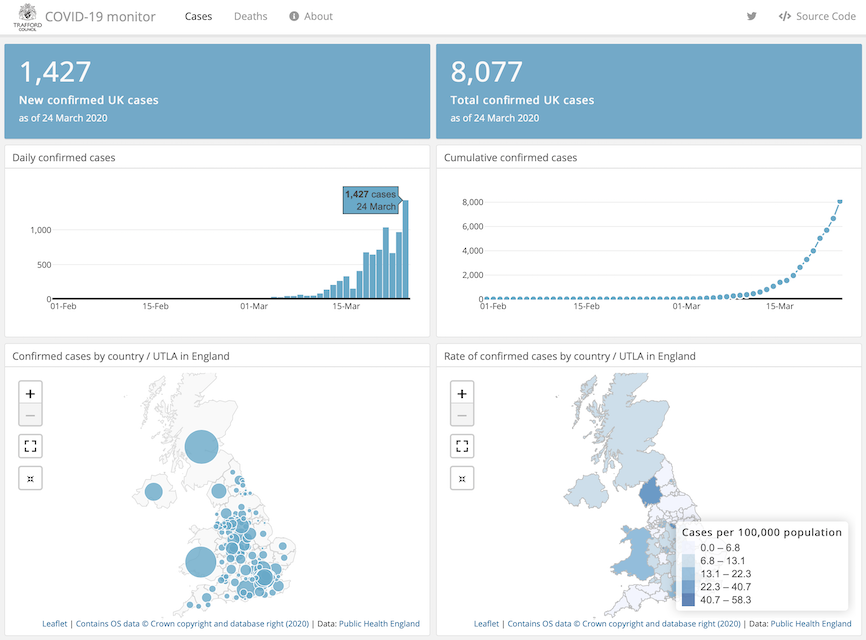 TRAFFORD
COUNCIL
COVID-19 monitor
Cases
Deaths
About
Source Code
1,427
New confirmed UK cases
as of 24 March 2020
8,077
Total confirmed UK cases
as of 24 March 2020
Daily confirmed cases
1,427 cases
24 March
1,000
500
0
01-Feb
15-Feb
01-Mar
15-Mar
Cumulative confirmed cases
8,000
6,000
4,000
2,000
0
01-Feb
15-Feb
01-Mar
15-Mar
Confirmed cases by country / UTLA in England
+
−
Leaflet | Contains OS data © Crown copyright and database right (2020) | Data: Public Health England
Rate of confirmed cases by country / UTLA in England
+
−
Cases per 100,000 population
0.0 – 6.8
6.8 – 13.1
13.1 – 22.3
22.3 – 40.7
40.7 – 58.3
Leaflet | Contains OS data © Crown copyright and database right (2020) | Data: Public Health England